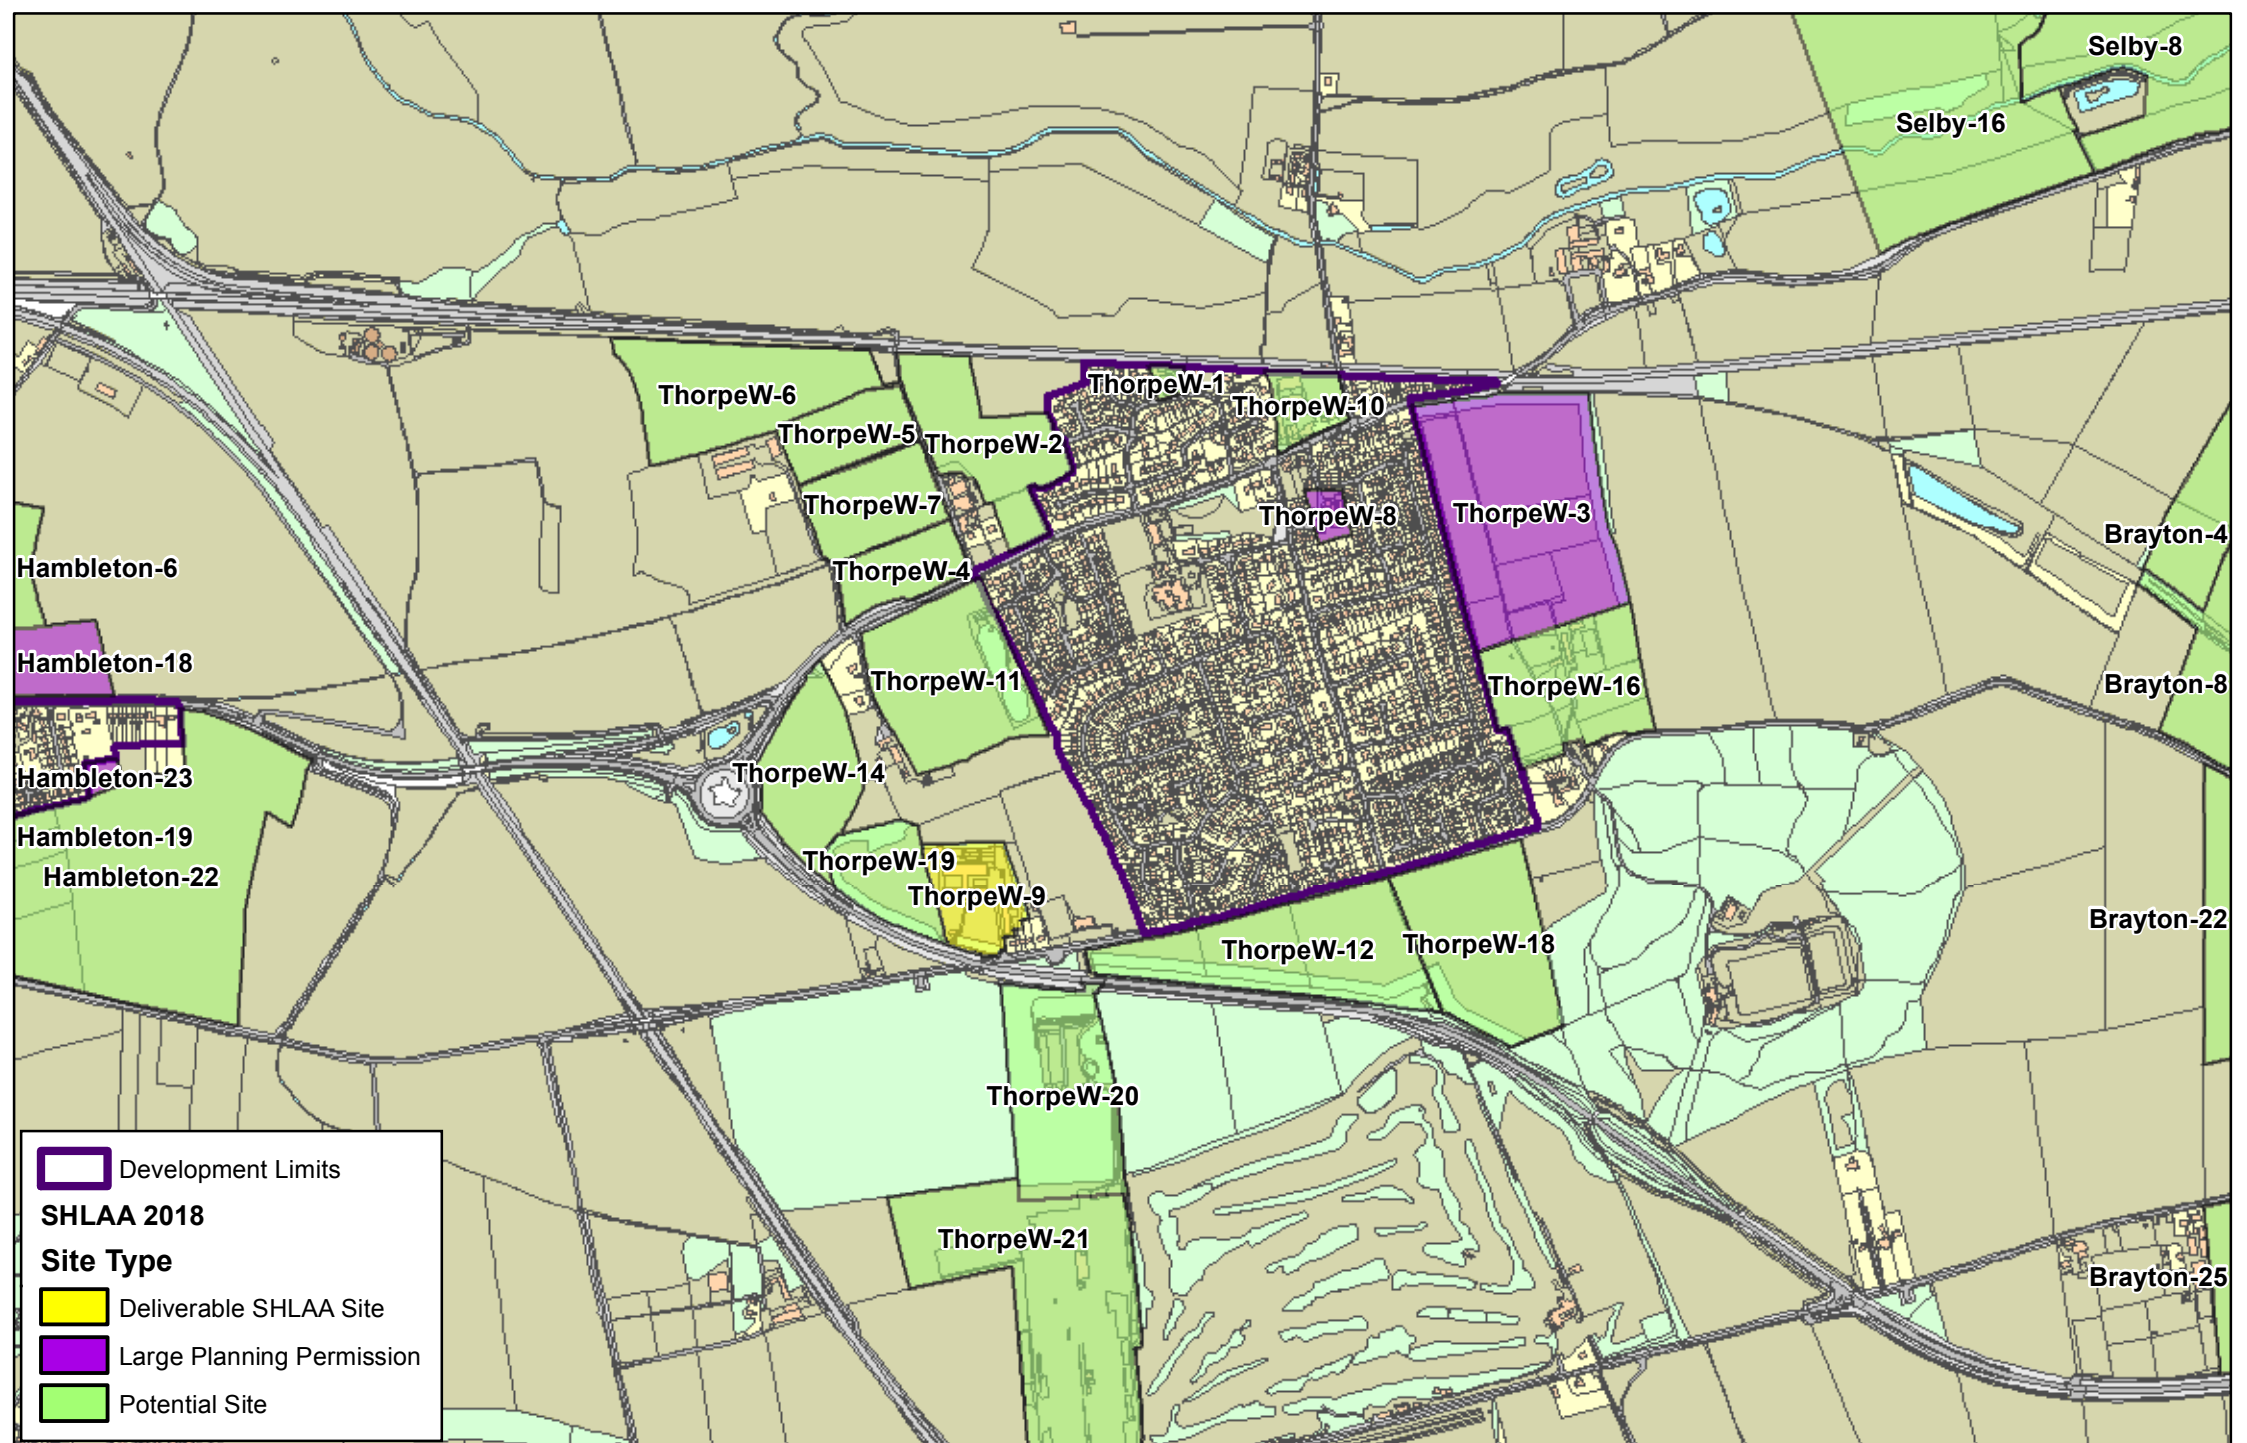 Selby-8
Selby-16
ThorpeW-1
ThorpeW-6
ThorpeW-10
ThorpeW-5
ThorpeW-2
ThorpeW-7
ThorpeW-8
ThorpeW-3
Brayton-4
Hambleton-6
ThorpeW-4
Hambleton-18
ThorpeW-11
ThorpeW-16
Brayton-8
Hambleton-23
ThorpeW-14
Hambleton-19
ThorpeW-19
Hambleton-22
ThorpeW-9
Brayton-22
ThorpeW-12
ThorpeW-18
ThorpeW-20
ThorpeW-21
Brayton-25
Development Limits
SHLAA 2018
Site Type
Deliverable SHLAA Site
Large Planning Permission
Potential Site